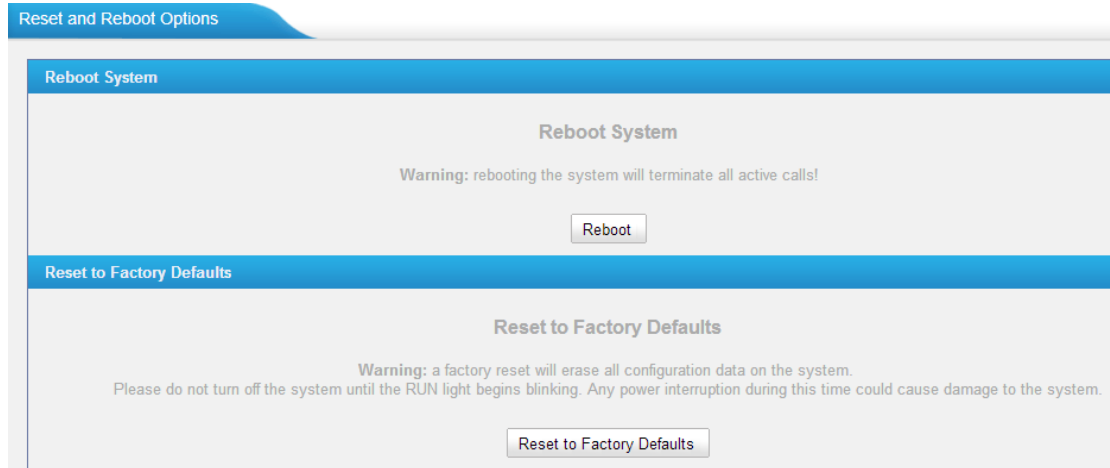 Reset and Reboot Options
Reboot System
Reboot System
Warning: rebooting the system will terminate all active calls!
Reboot
Reset to Factory Defaults
Reset to Factory Defaults
Warning: a factory reset will erase all configuration data on the system.
Please do not turn off the system until the RUN light begins blinking. Any power interruption during this time could cause damage to the system.
Reset to Factory Defaults